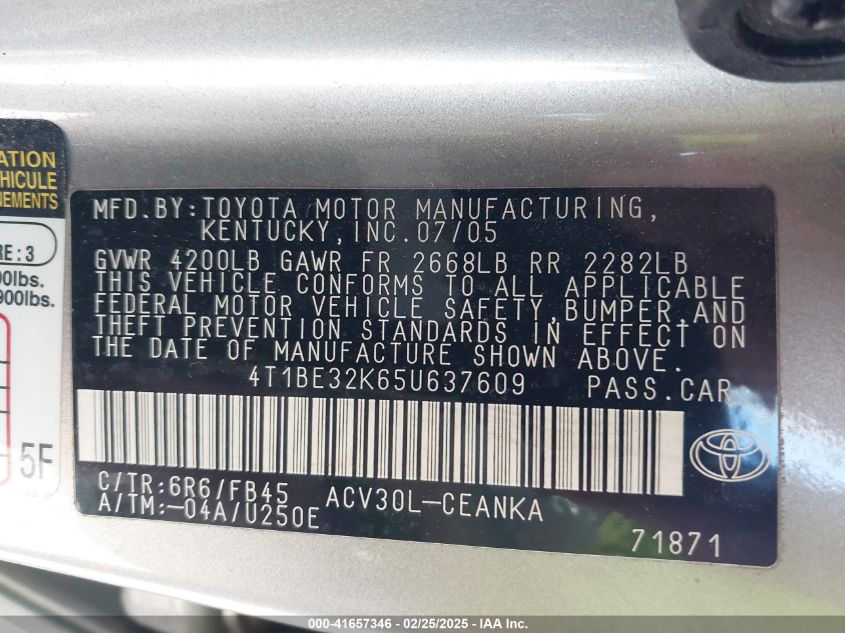 ATION
EHICULE
NEMENTS
RE:3
00lbs.
900lbs.
5F
MFD.BY:TOYOTA MOTOR MANUFACTURING,
KENTUCKY,INC.07/05
GVWR 4200LB GAWR FR 2668LB RR 2282LB
THIS VEHICLE CONFORMS TO ALL APPLICABLE
FEDERAL MOTOR VEHICLE SAFETY,BUMPER,AND
THEFT PREVENTION STANDARDS IN EFFECT ON
THE DATE OF MANUFACTURE SHOWN ABOVE.
4T1BE32K65U637609 PASS.CAR
C/TR:6R6/FB45 ACV30L-CEANKA
A/TM:-04A/U250E
71871
000-41657346 - 02/25/2025 - IAA Inc.